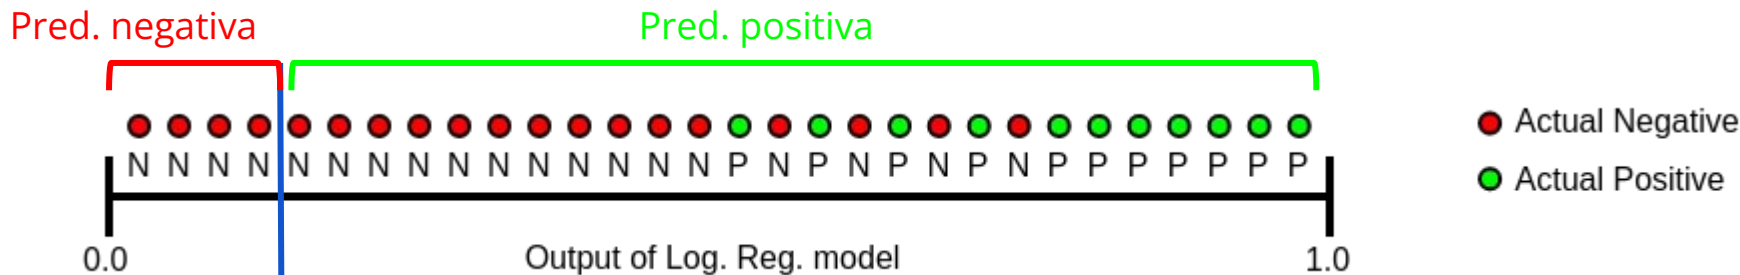 Pred. negativa
Pred. positiva
N N N N N N N N N N N N N N N P N P N P N P N P P P P P P P
0.0
Output of Log. Reg. model
1.0
Actual Negative
Actual Positive